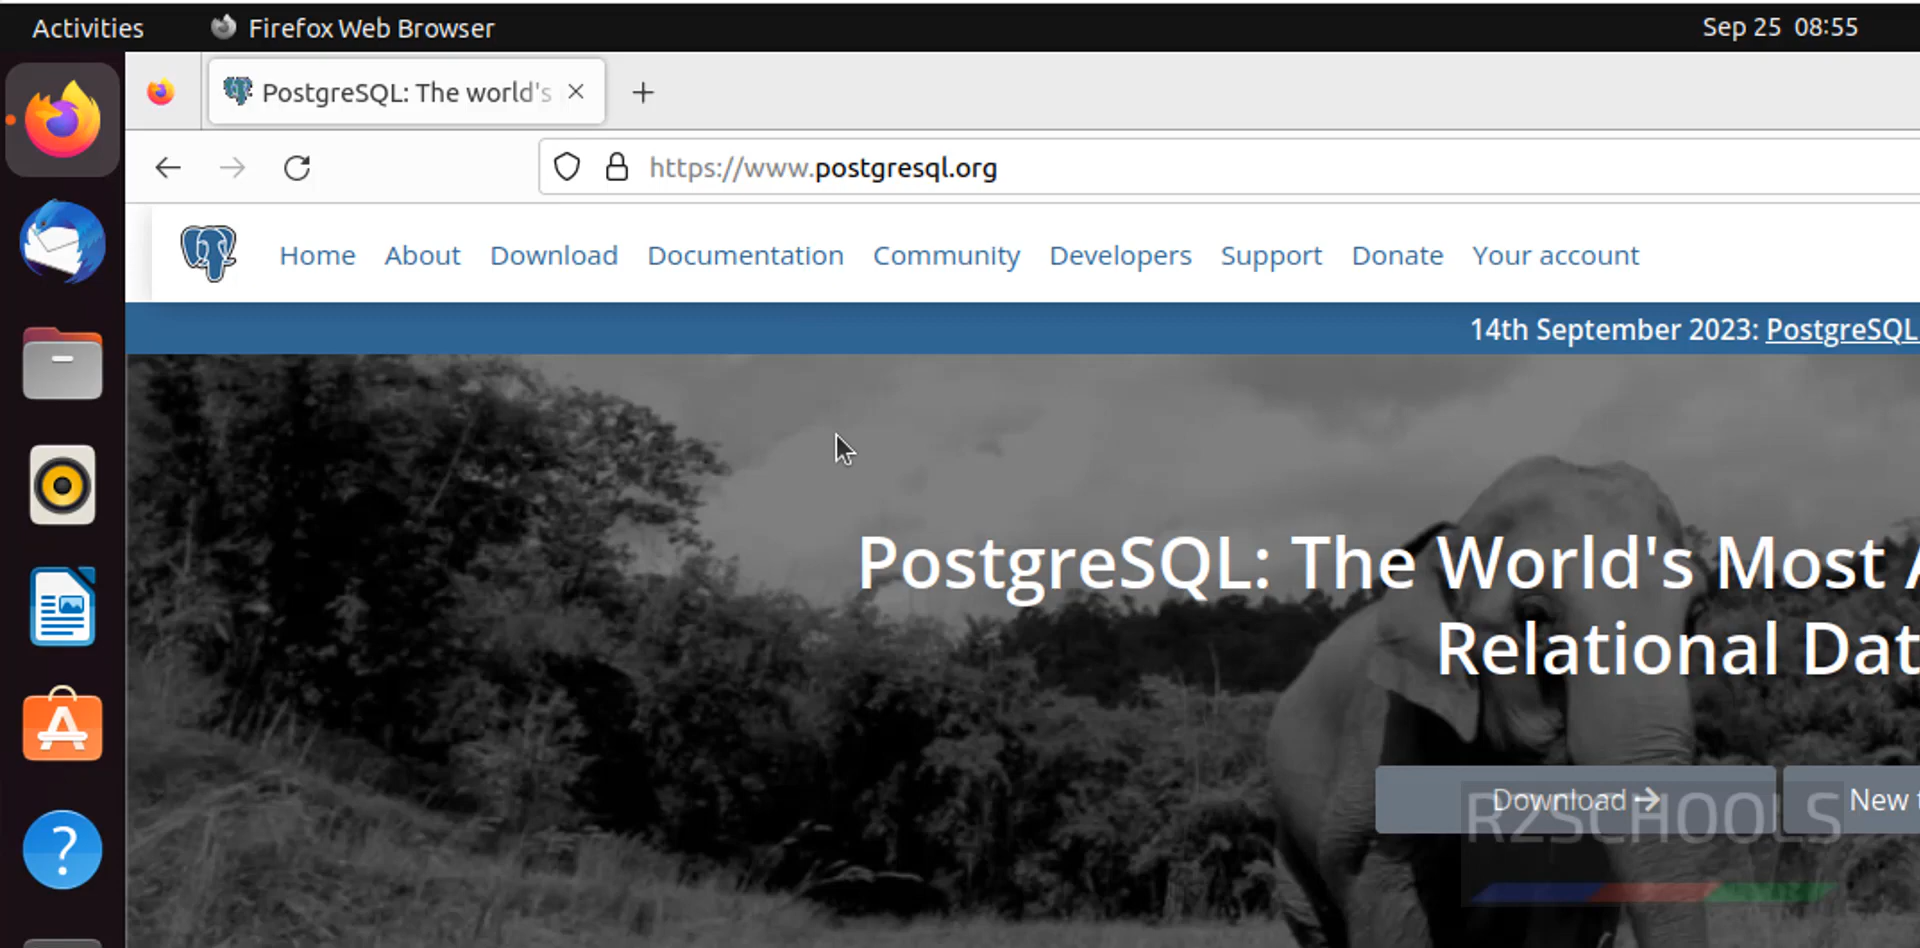 Activities
Firefox Web Browser
Sep 25 08:55
PostgreSQL: The world's
https://www.postgresql.org
Home About Download Documentation Community Developers Support Donate Your account
14th September 2023: PostgreSQL
PostgreSQL: The World's Most A
Relational Dat
Download →
New
R2SCHOOLS